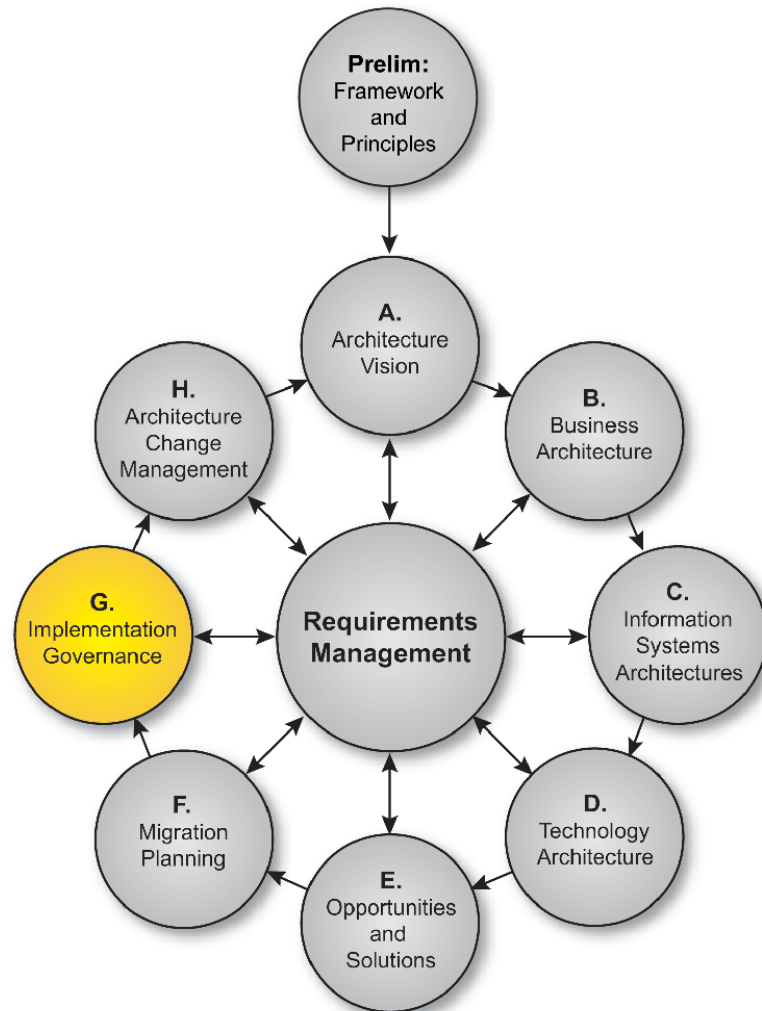 Prelim:
Framework
and
Principles
A.
Architecture
Vision
B.
Business
Architecture
C.
Information
Systems
Architectures
D.
Technology
Architecture
E.
Opportunities
and
Solutions
F.
Migration
Planning
G.
Implementation
Governance
H.
Architecture
Change
Management
Requirements
Management